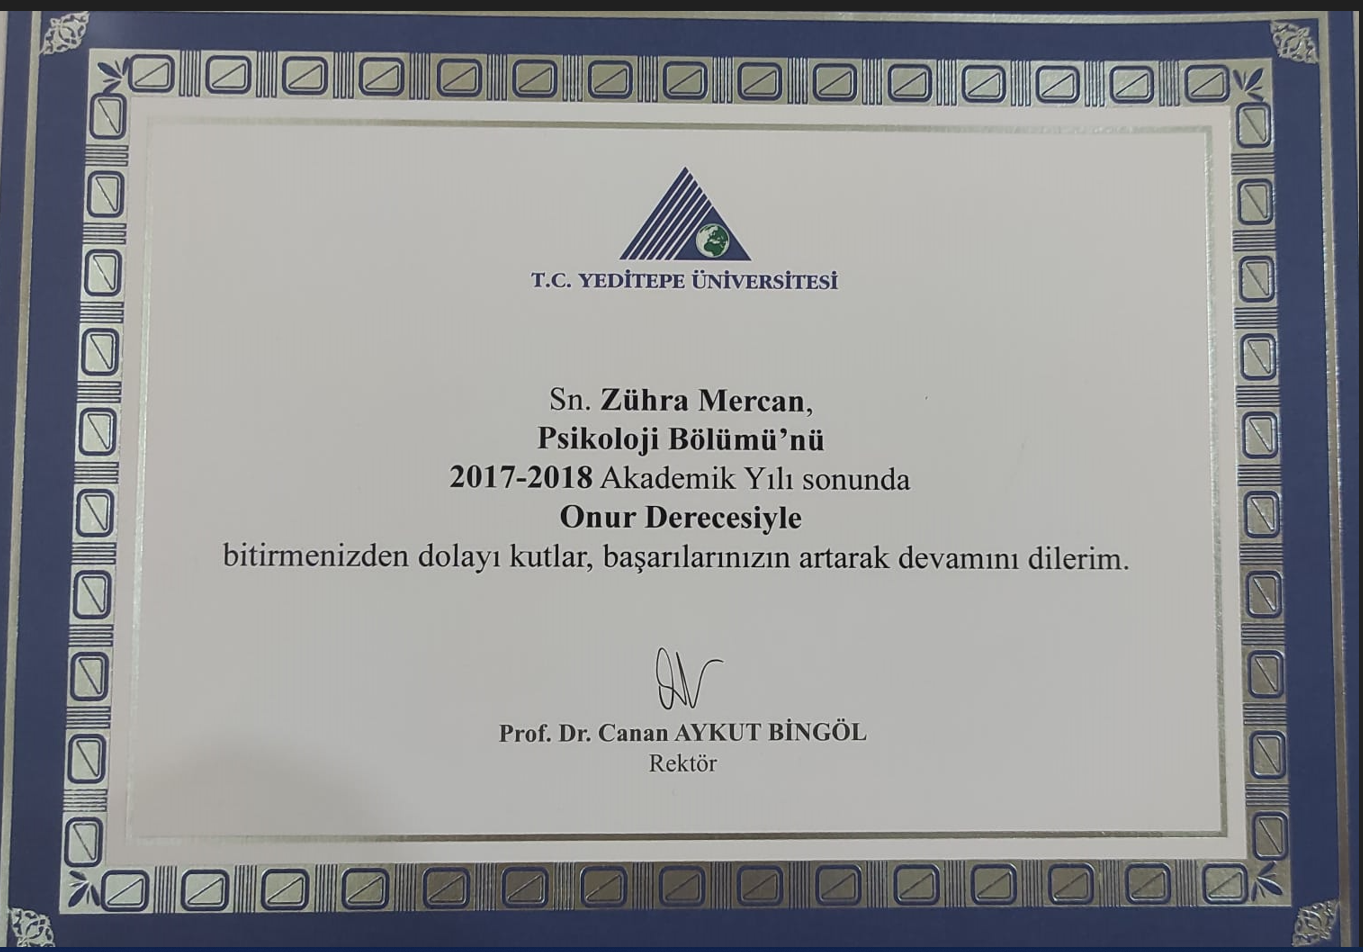 T.C. YEDİTEPE ÜNİVERSİTESİ
Sn. Zühra Mercan,
Psikoloji Bölümü’nü
2017-2018 Akademik Yılı sonunda
Onur Derecesiyle
bitirmenizden dolayı kutlar, başarılarınızın artarak devamını dilerim.
Prof. Dr. Canan AYKUT BİNGÖL
Rektör